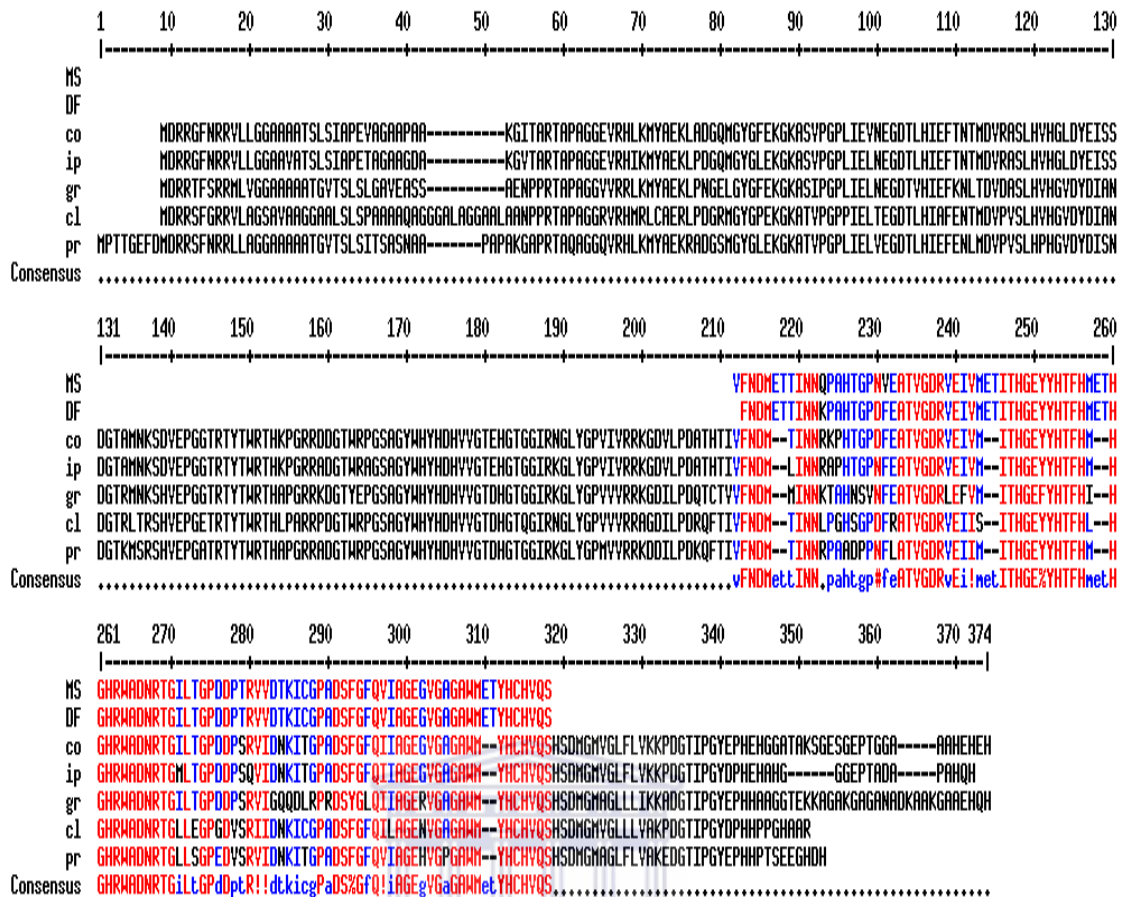 1 10 20 30 40 50 60 70 80 90 100 110 120 130
|--------+---------+---------+---------+---------+---------+---------+---------+---------+---------+---------+---------+---------|
MS
DF
co MDRRGFNRRVLLGGAAAATSLSIAPEVAGAAPAA----------KGITARTAPAGGEVRHLKMYAEKLADGQMGYGFEKGKASVPGPLIEVNEGDTLHIEFTNTMDVRASLHVHGLDYEISS
ip MDRRGFNRRVLLGGAAVATSLSIAPETAGAAGDA----------KGVTARTAPAGGEVRHIKMYAEKLPDGQMGYGLEKGKASVPGPLIELNEGDTLHIEFTNTMDVRASLHVHGLDYEISS
gr MDRRTFSRRMLVGGAAAAATGVTSLSLGAVEASS----------AENPPRTAPAGGVVRRLKMYAEKLPNGELGYGFEKGKASIPGPLIELNEGDTVHIEFKNLTDVDASLHVHGVDYDIAN
cl MDRRSFGRRVLAGSAVAAGGAALSLSPAAAAQAGGGALAGGAALAANPPRTAPAGGRVRHMRLCAERLPDGRMGYGPEKGKATVPGPPIELTEGDTLHIAFENTMDVPVSLHVHGVDYDIAN
pr MPTTGEFDMDRRSFNRRLLAGGAAAAATGVTSLSITSASNAA-------PAPAKGAPRTAQAGGQVRHLKMYAEKRADGSMGYGLEKGKATVPGPLIELVEGDTLHIEFENLMDVPVSLHPHGVDYDISN
Consensus ..................................................................................................................................
131 140 150 160 170 180 190 200 210 220 230 240 250 260
|--------+---------+---------+---------+---------+---------+---------+---------+---------+---------+---------+---------+---------|
MS VFNDMETTINNQPAHTGPNVEATVGDRVEIVMETITHGEYYHTFHMETH
DF FNDMETTINNKPAHTGPDFEATVGDRVEIVMETITHGEYYHTFHMETH
co DGTAMNKSDVEPGGTRTYTWRTHKPGRRDDGTWRPGSAGYWHYHDHVVGTEHGTGGIRNGLYGPVIVRRKGDVLPDATHTIVFNDM--TINNRKPHTGPDFEATVGDRVEIVM--ITHGEYYHTFHM--H
ip DGTAMNKSDVEPGGTRTYTWRTHKPGRRADGTWRAGSAGYWHYHDHVVGTEHGTGGIRKGLYGPVIVRRKGDVLPDATHTIVFNDM--LINNRAPHTGPNFEATVGDRVEIVM--ITHGEYYHTFHM--H
gr DGTRMNKSHVEPGGTRTYTWRTHAPGRRKDGTYEPGSAGYWHYHDHVVGTDHGTGGIRKGLYGPVVVRRKGDILPDQTCTVVFNDM--MINNKTAHNSVNFEATVGDRLEFVM--ITHGEFYHTFHI--H
cl DGTRLTRSHVEPGETRTYTWRTHLPARRPDGTWRPGSAGYWHYHDHVVGTDHGTQGIRNGLYGPVVVRRAGDILPDRQFTIVFNDM--TINNLPGHSGPDFRATVGDRVEIIS--ITHGEYYHTFHL--H
pr DGTKMSRSHVEPGATRTYTWRTHAPGRRADGTWRPGSAGYWHYHDHVVGTDHGTGGIRKGLYGPMVVRRKDDILPDKQFTIVFNDM--TINNRPAADPPNFLATVGDRVEIIM--ITHGEYYHTFHM--H
Consensus .................................................................................vFNDMettINN.pahtgp#feATVGDRvEi!metITHGE%YHTFHmetH
261 270 280 290 300 310 320 330 340 350 360 370 374
|--------+---------+---------+---------+---------+---------+---------+---------+---------+---------+---------+---|
MS GHRWADNRTGILTGPDDPTRVVDTKICGPADSFGFQVIAGEGVGAGAWMETYHCHVQS
DF GHRWADNRTGILTGPDDPTRVVDTKICGPADSFGFQVIAGEGVGAGAWMETYHCHVQS
co GHRWADNRTGILTGPDDPSRVIDNKITGPADSFGFQIIAGEGVGAGAWM--YHCHVQSHSDMGMVGLFLVKKPDGTIPGYEPHEHGGATAKSGESGEPTGGA-----AAHEHEH
ip GHRWADNRTGMLTGPDDPSQVIDNKITGPADSFGFQIIAGEGVGAGAWM--YHCHVQSHSDMGMVGLFLVKKPDGTIPGYDPHEHAHG------GGEPTADA-----PAHQH
gr GHRWADNRTGILTGPDDPSRVIGQQDLRPRDSYGLQIIAGERVGAGAWM--YHCHVQSHSDMGMAGLLLIKKADGTIPGYEPHHAAGGTEKKAGAKGAGANADKAAKGAAEHQH
cl GHRWADNRTGLLEGPGDVSRIIDNKICGPADSFGFQILAGENVGAGAWM--YHCHVQSHSDMGMVGLLLVAKPDGTIPGYDPHHPPGHAAR
pr GHRWADNRTGLLSGPEDVSRVIDNKITGPADSFGFQVIAGEHVGPGAWM--YHCHVQSHSDMGMAGLFLVAKEDGTIPGYEPHHPTSEEGHDH
Consensus GHRWADNRTGiLtGPdDptR!!dtkicgPaDS%GfQ!iAGEgVGaGAWMetYHCHVQS........................................................